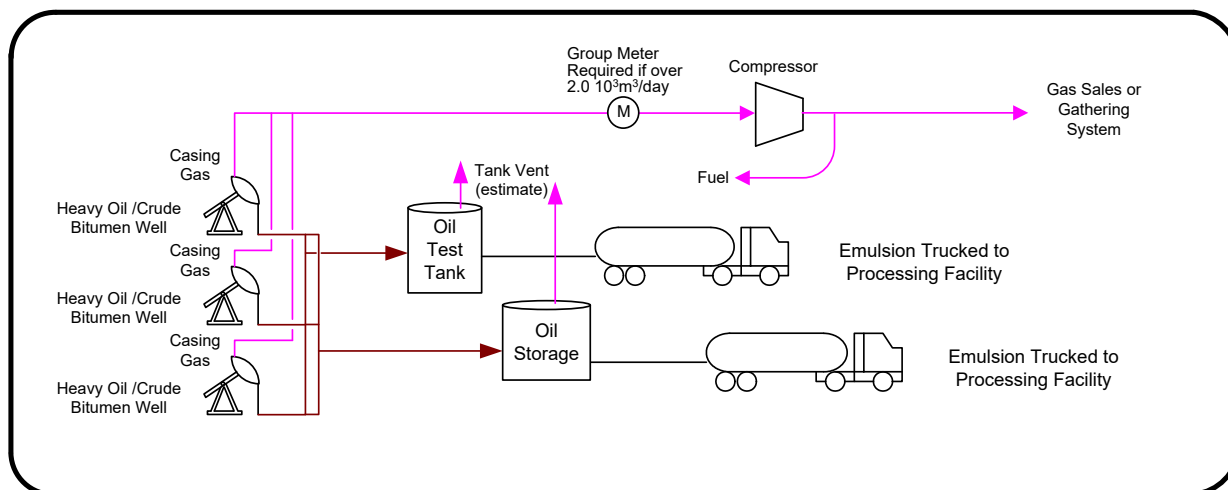 Group Meter
Required if over
2.0 10³m³/day
Compressor
M
Gas Sales or
Gathering
System
Casing
Gas
Tank Vent
(estimate)
Fuel
Heavy Oil /Crude
Bitumen Well
Oil
Test
Tank
Emulsion Trucked to
Processing Facility
Casing
Gas
Heavy Oil /Crude
Bitumen Well
Oil
Storage
Casing
Gas
Emulsion Trucked to
Processing Facility
Heavy Oil /Crude
Bitumen Well